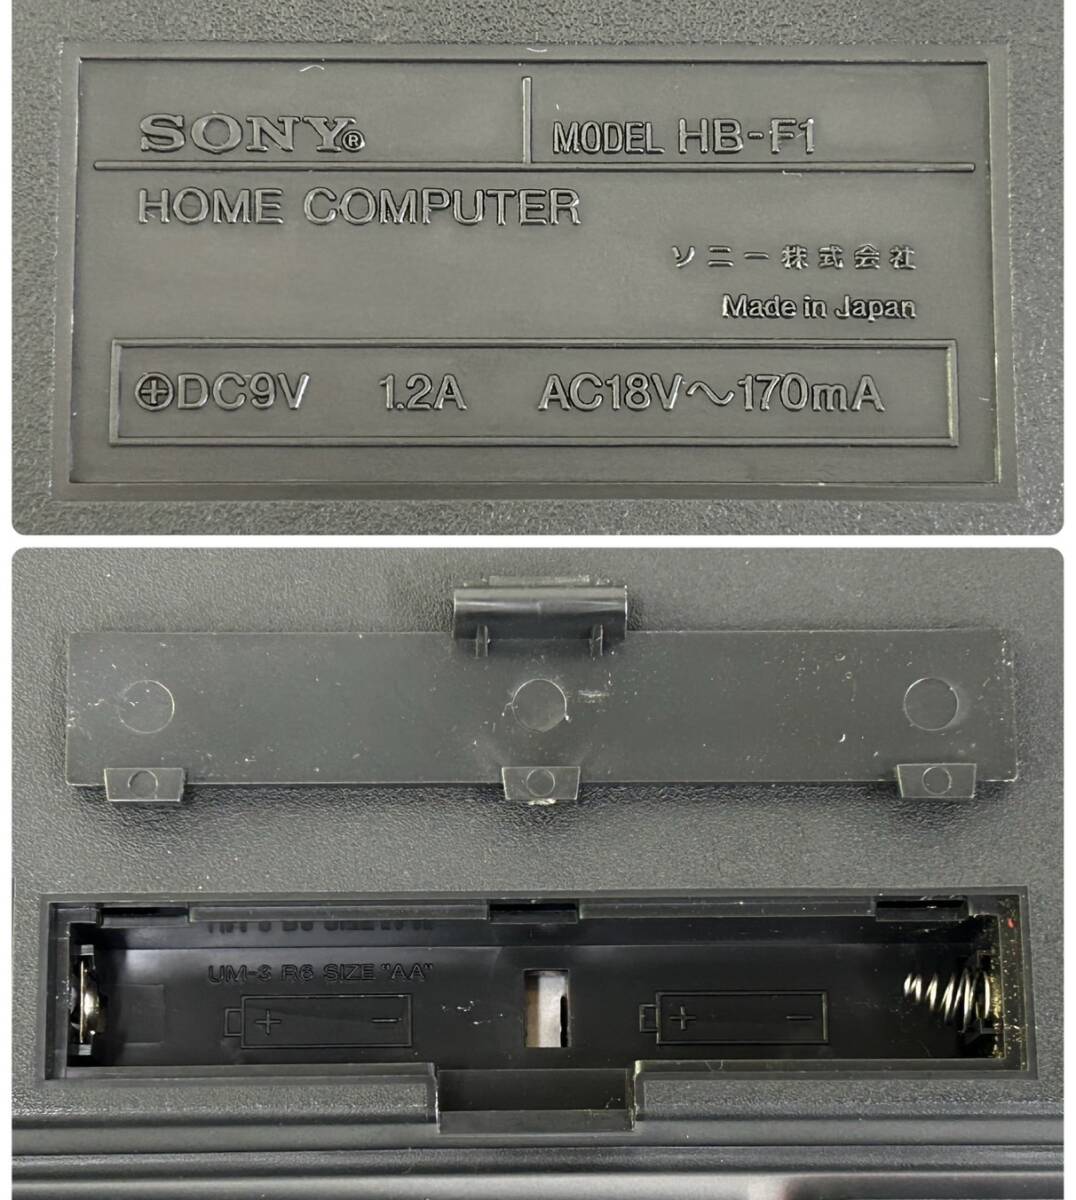 SONY® MODEL HB-F1
HOME COMPUTER
ソニー株式会社
Made in Japan
⊕DC9V 1.2A AC18V～170mA
UM-3 R6 SIZE "AA"
+ −
+ −